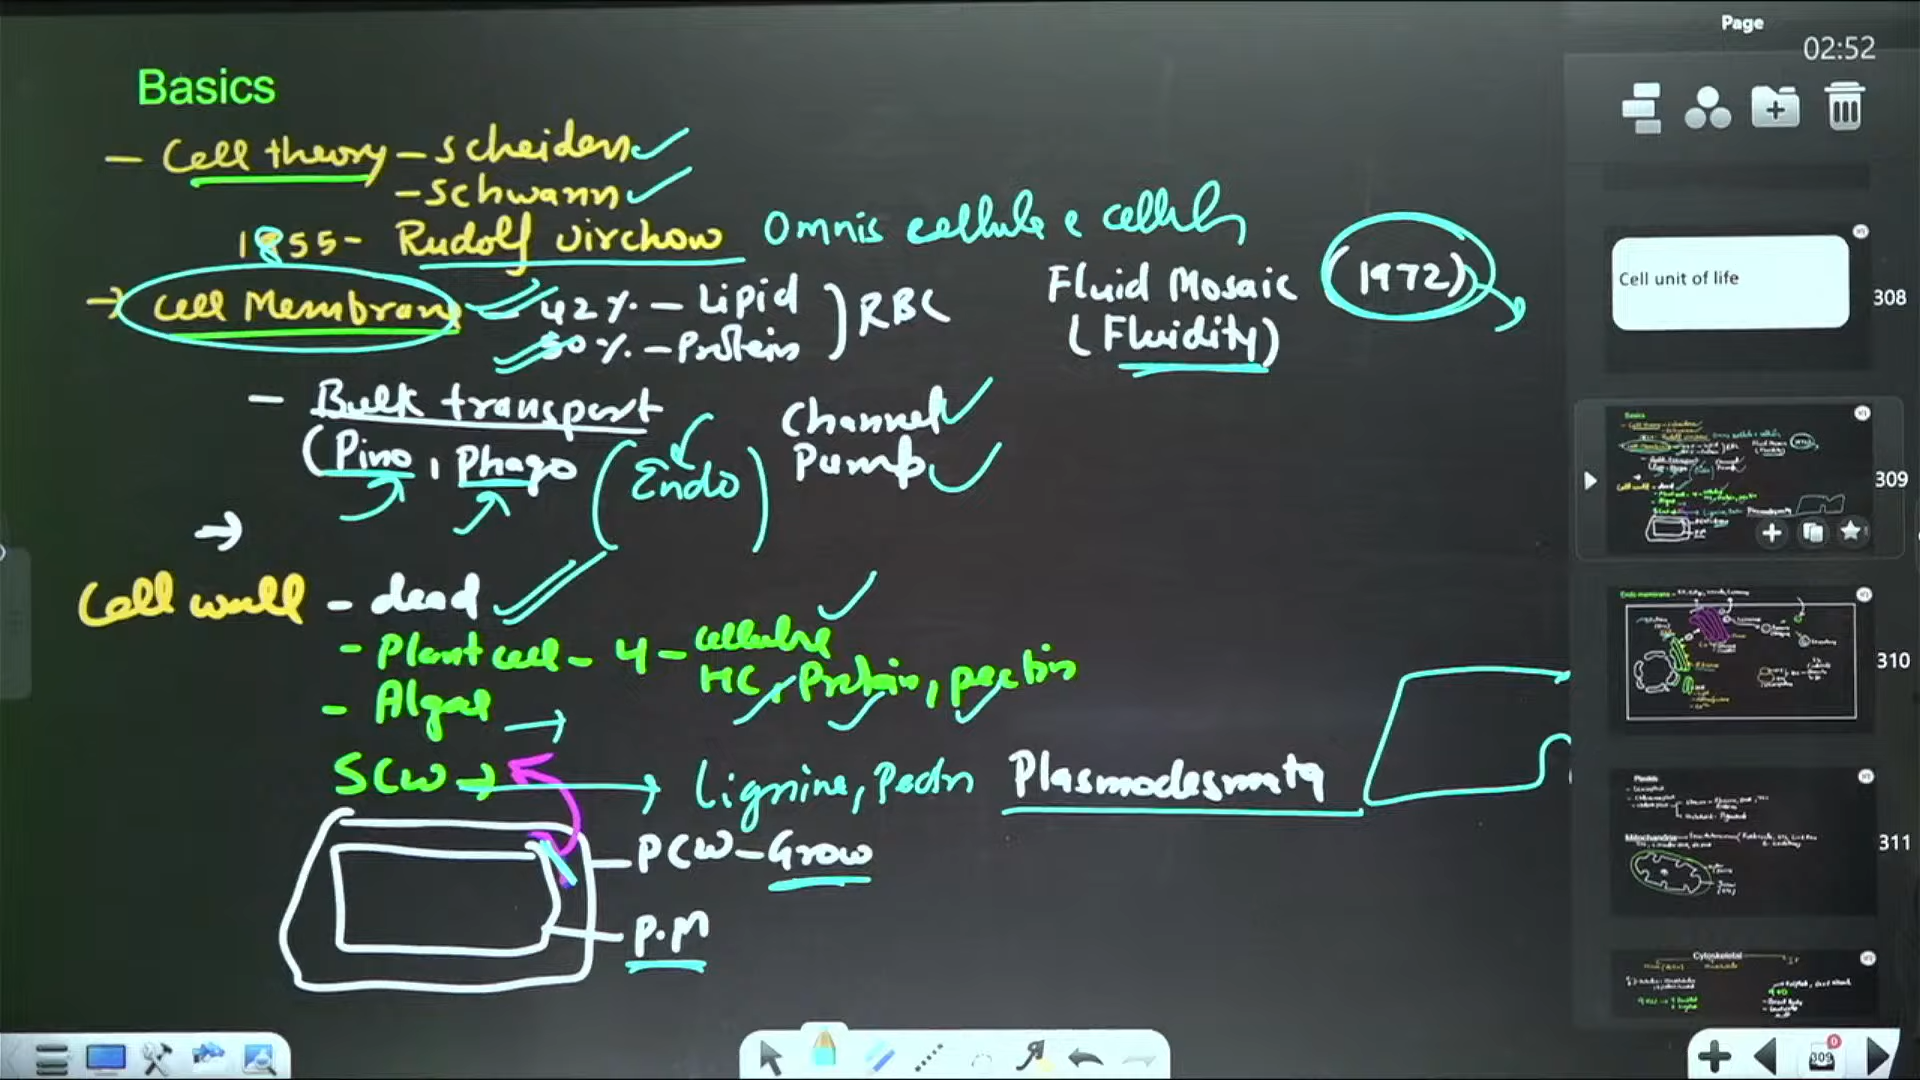 Page
02:52
Basics
- Cell theory - Scheiden
- Schwann
1855 - Rudolf virchow Omnis cellula e cellula
→ Cell Membrane - 42% - Lipid ) RBC
50% - Protein
Fluid Mosaic (1972)
(Fluidity)
- Bulk transport
(Pino, Phago (Endo)
Channel
Pump
→
Cell wall - dead
- Plant cell - 4 - cellulose
HC, Protein, pectin
- Algae →
SCW → Lignine, Pectin
Plasmodesmata
PCW - Grow
P.M
Cell unit of life
308
309
310
311
Cytoskeletal
309
0